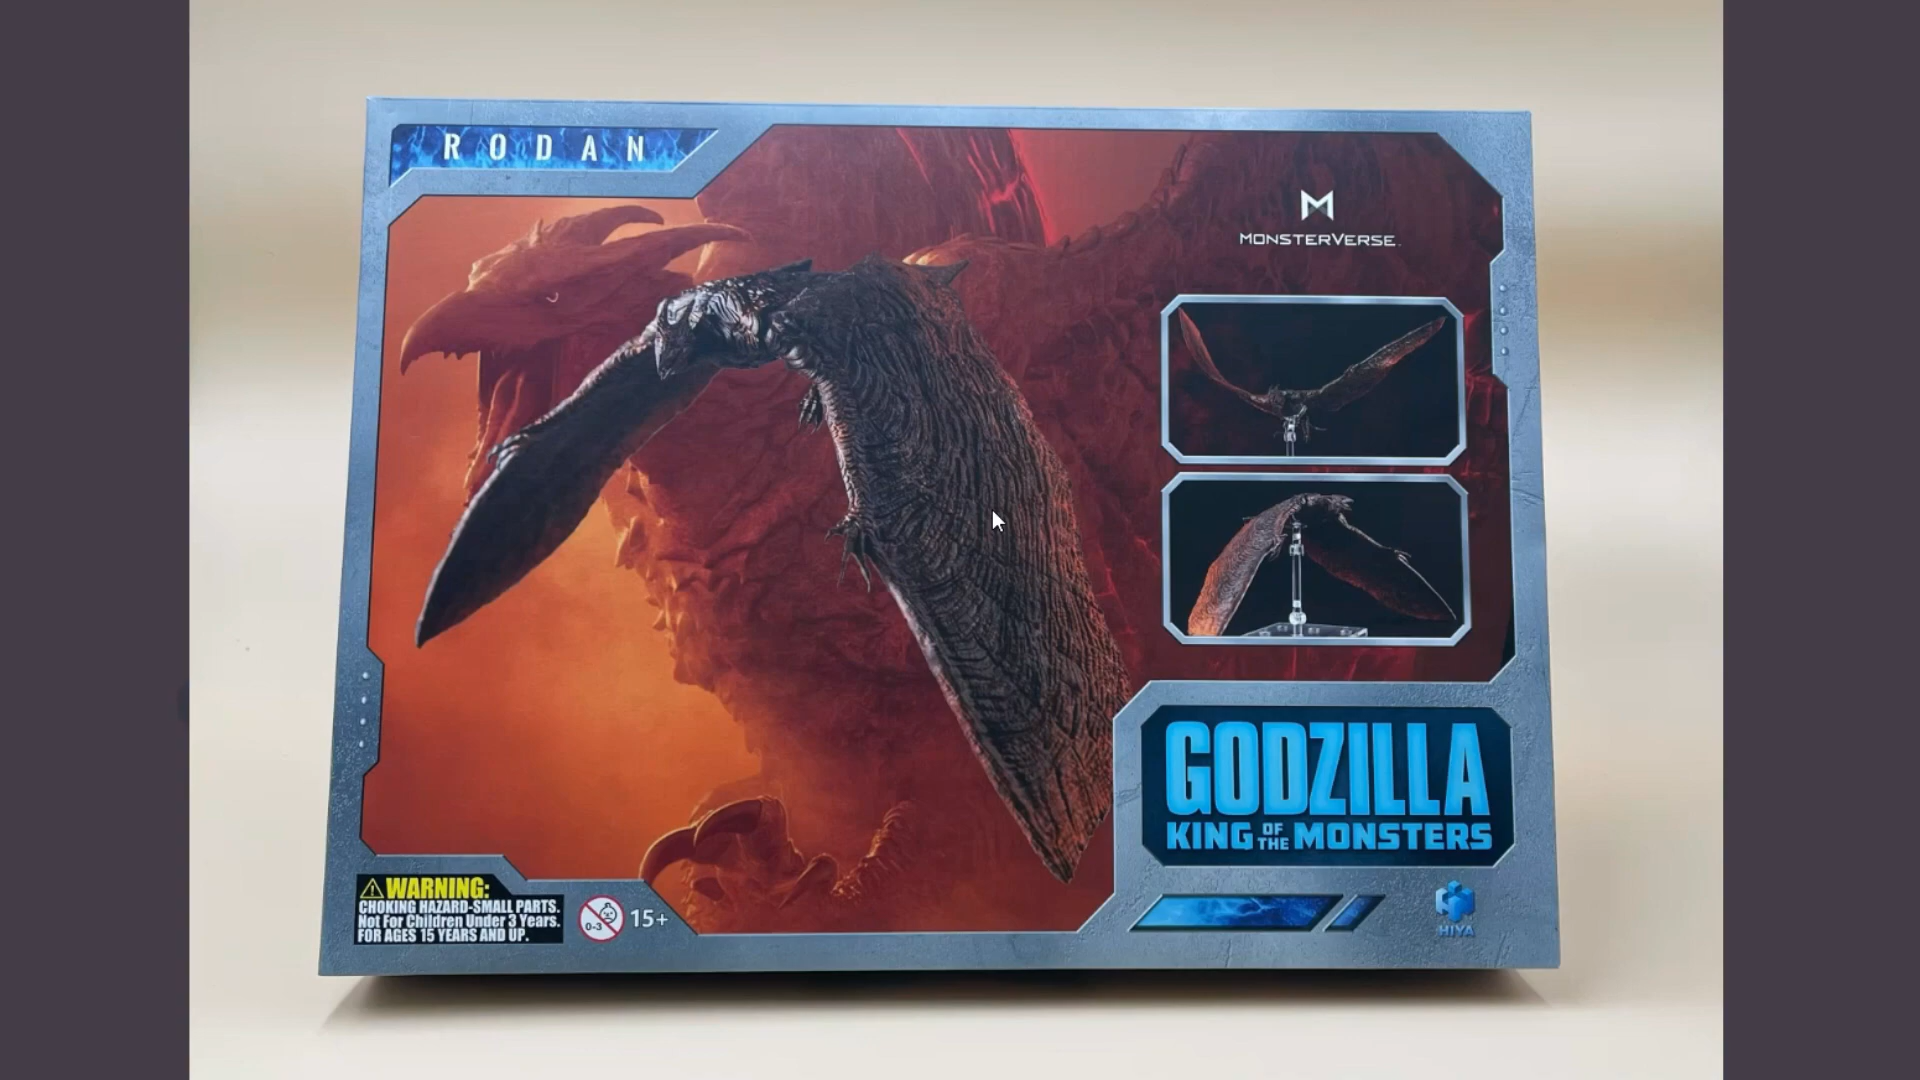 RODAN
M
MONSTERVERSE
GODZILLA
KING OF THE MONSTERS
WARNING:
CHOKING HAZARD-SMALL PARTS.
Not For Children Under 3 Years.
FOR AGES 15 YEARS AND UP.
0-3
15+
HIYA